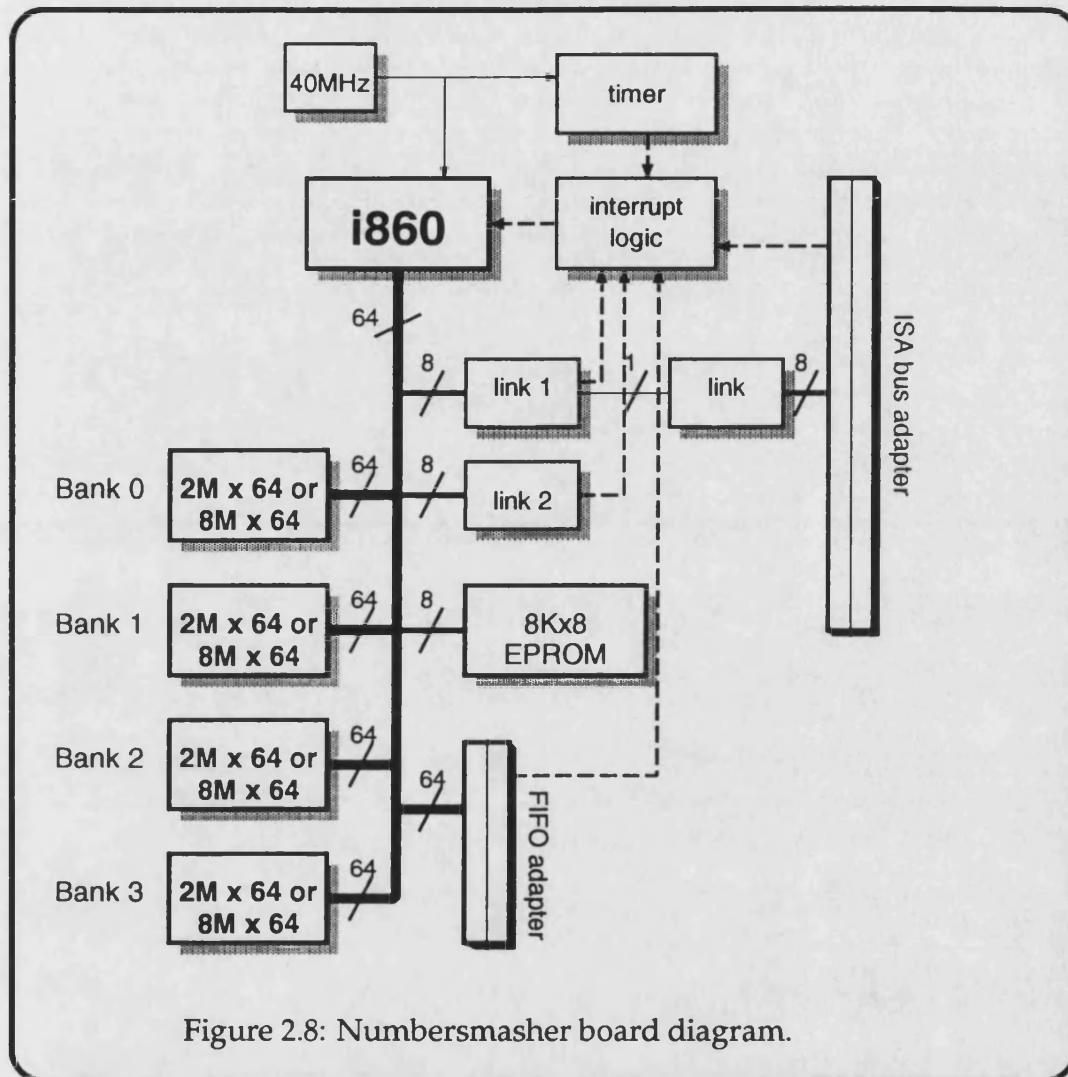 40MHz
timer
i860
interrupt
logic
64
8
link 1
1
link
8
ISA bus adapter
Bank 0
2M x 64 or
8M x 64
64
8
link 2
Bank 1
2M x 64 or
8M x 64
64
8
8Kx8
EPROM
Bank 2
2M x 64 or
8M x 64
64
64
FIFO adapter
Bank 3
2M x 64 or
8M x 64
64
Figure 2.8: Numbersmasher board diagram.